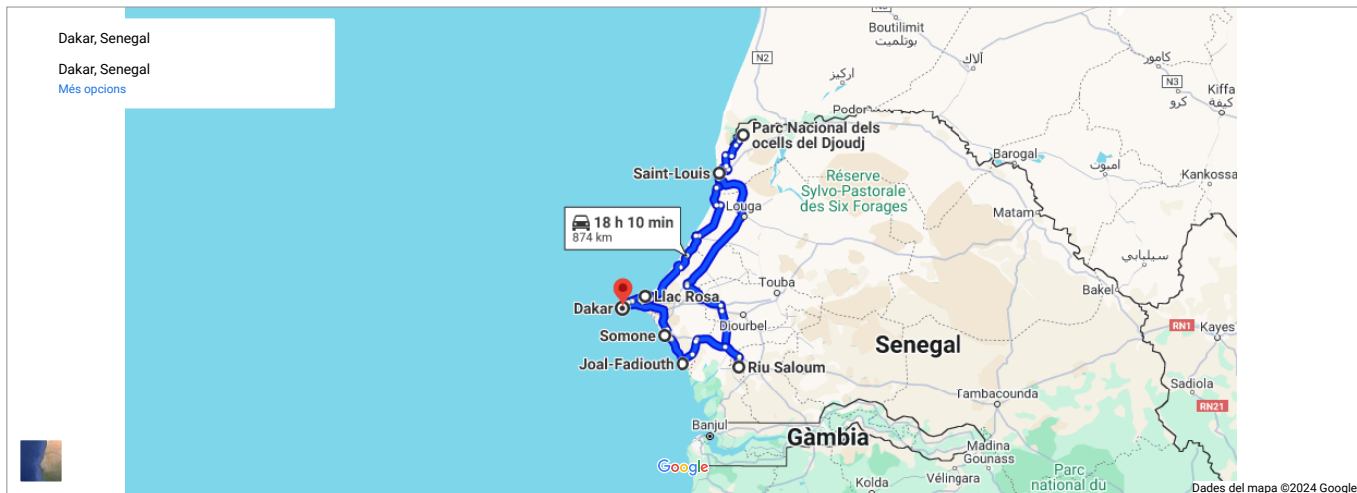 Dakar, Senegal
Dakar, Senegal
Més opcions
N2
Boutilimit
بوتلميت
اركيز
ألاك
كامور
N3
كرو
Kiffa
كيفة
Podor
Parc Nacional dels
ocells del Djoudj
Saint-Louis
Barogal
امبوت
Réserve
Sylvo-Pastorale
des Six Forages
Kankossa
Louga
Matam
18 h 10 min
874 km
سيليبابي
Touba
Bakel
Llac Rosa
Dakar
Diourbel
RN1
Kayes
Somone
Senegal
Joal-Fadiouth
Riu Saloum
Sadiola
Tambacounda
RN21
Banjul
Gàmbia
Madina
Gounass
Google
Vélingara
Parc
national du
Kolda
Dades del mapa ©2024 Google